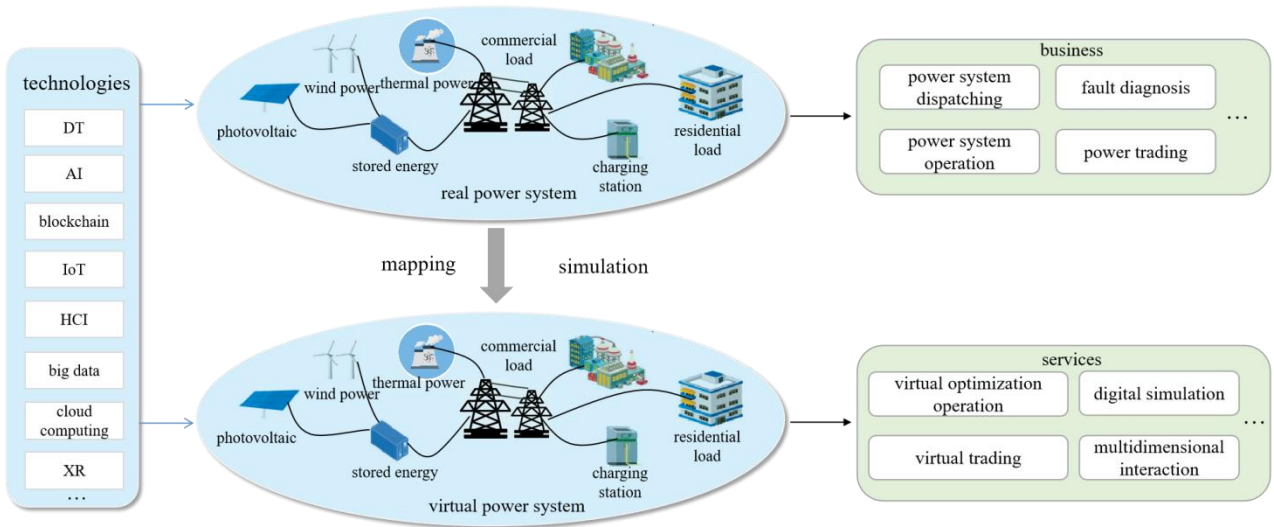 technologies
DT
AI
blockchain
IoT
HCI
big data
cloud
computing
XR
...
commercial
load
wind power
thermal power
photovoltaic
stored energy
charging
station
residential
load
real power system
business
power system
dispatching
fault diagnosis
power system
operation
power trading
...
mapping
simulation
commercial
load
wind power
thermal power
photovoltaic
stored energy
charging
station
residential
load
virtual power system
services
virtual optimization
operation
digital simulation
virtual trading
multidimensional
interaction
...